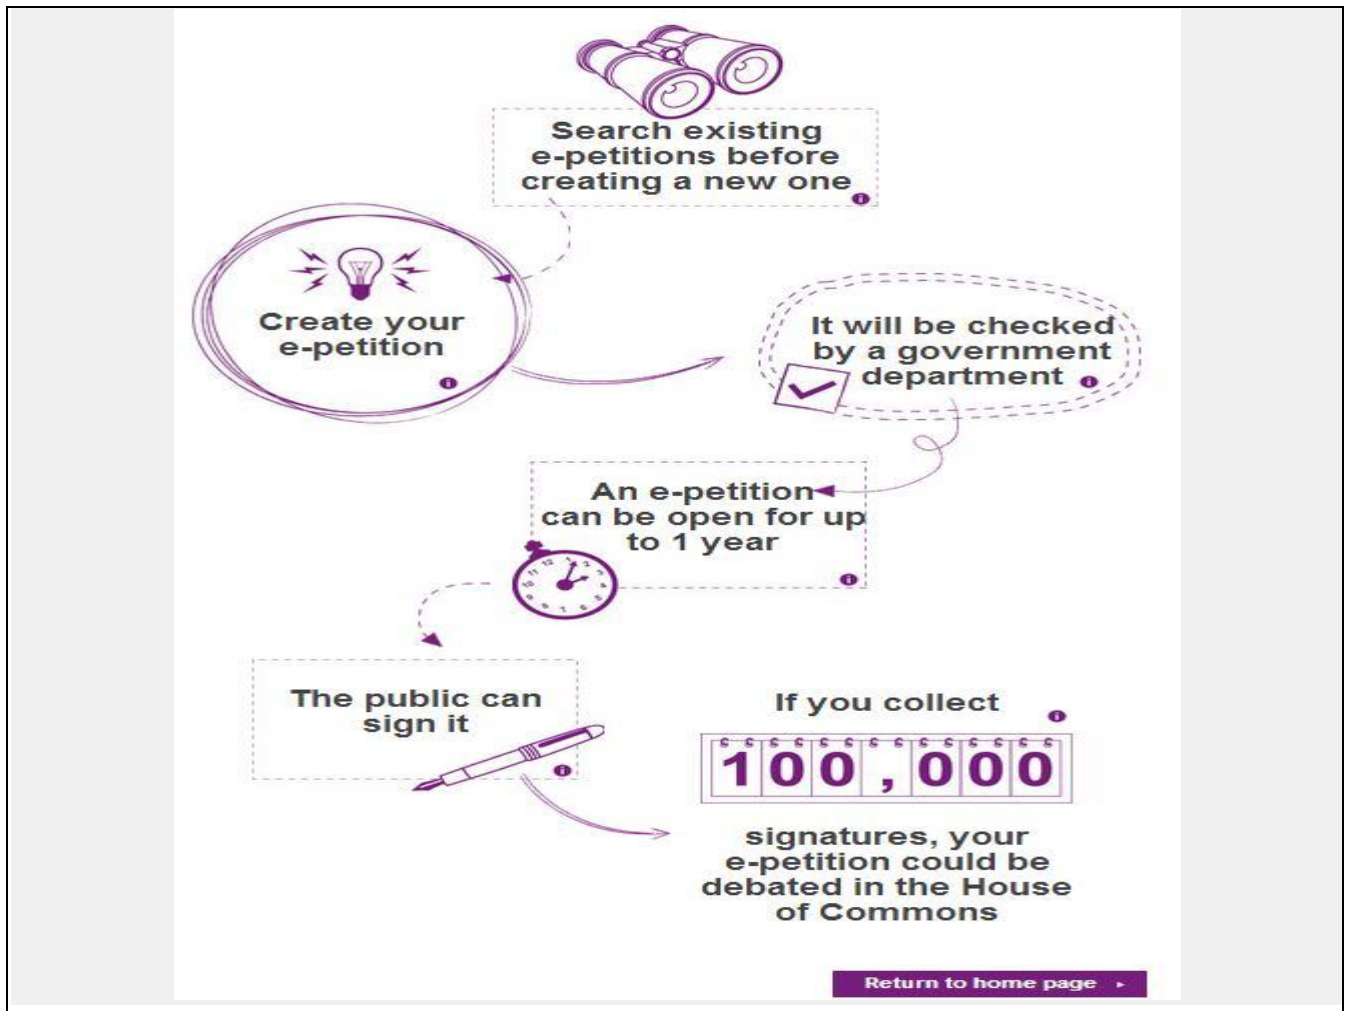 Search existing
e-petitions before
creating a new one
Create your
e-petition
It will be checked
by a government
department
An e-petition
can be open for up
to 1 year
The public can
sign it
If you collect
100,000
signatures, your
e-petition could be
debated in the House
of Commons
Return to home page